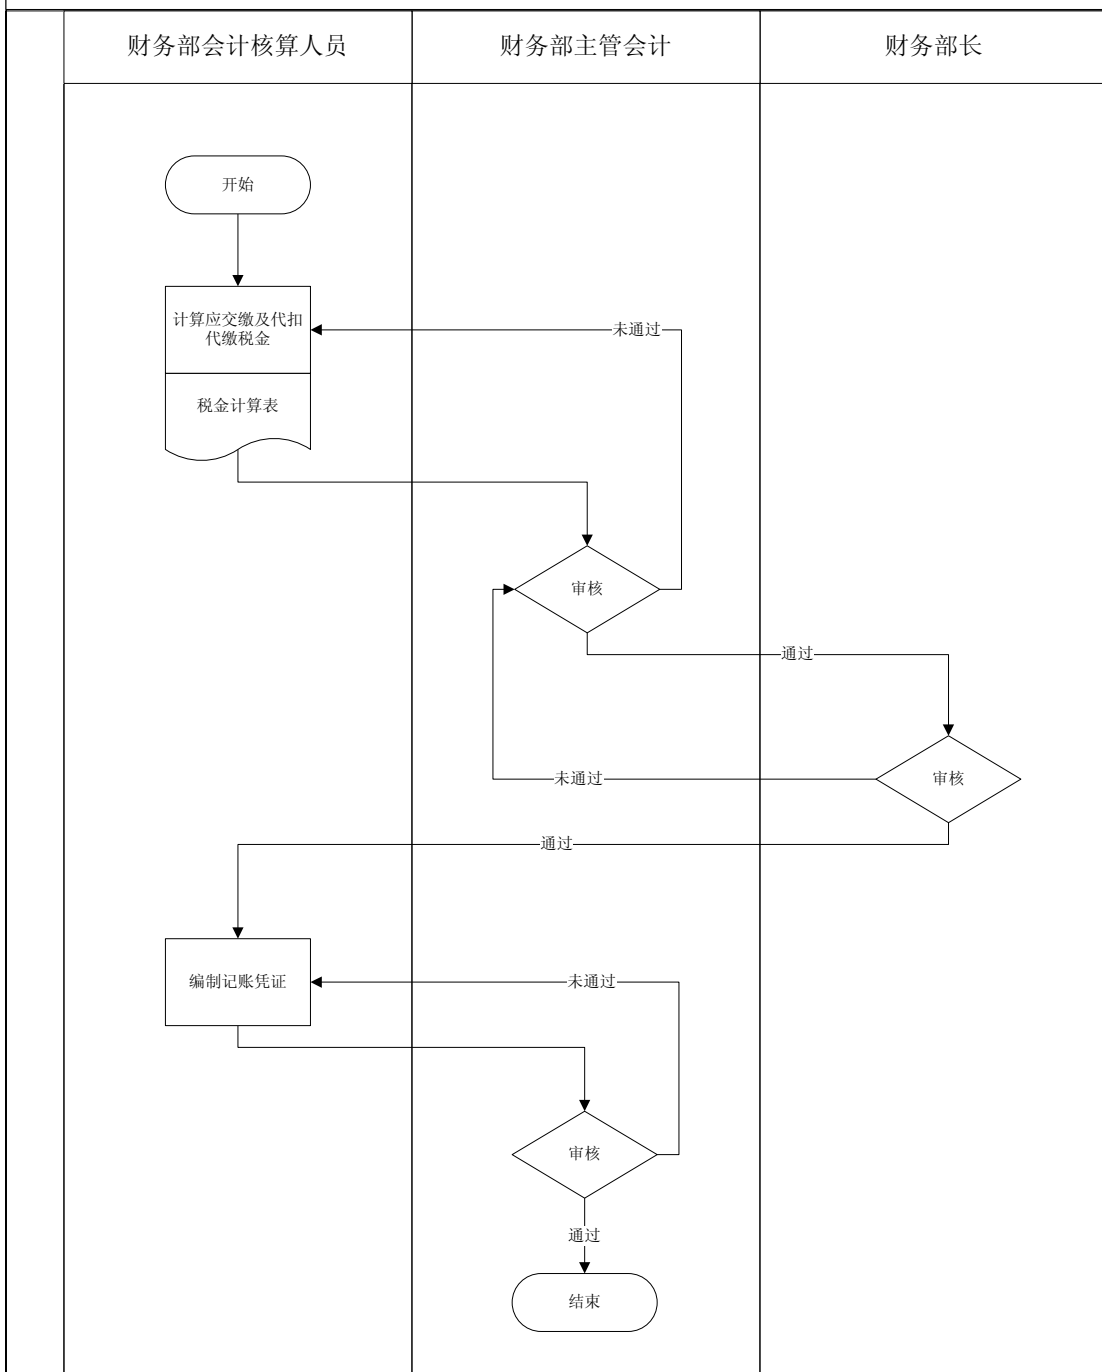 财务部会计核算人员
财务部主管会计
财务部长
开始
计算应交缴及代扣
代缴税金
未通过
税金计算表
审核
通过
未通过
审核
通过
编制记账凭证
未通过
审核
通过
结束